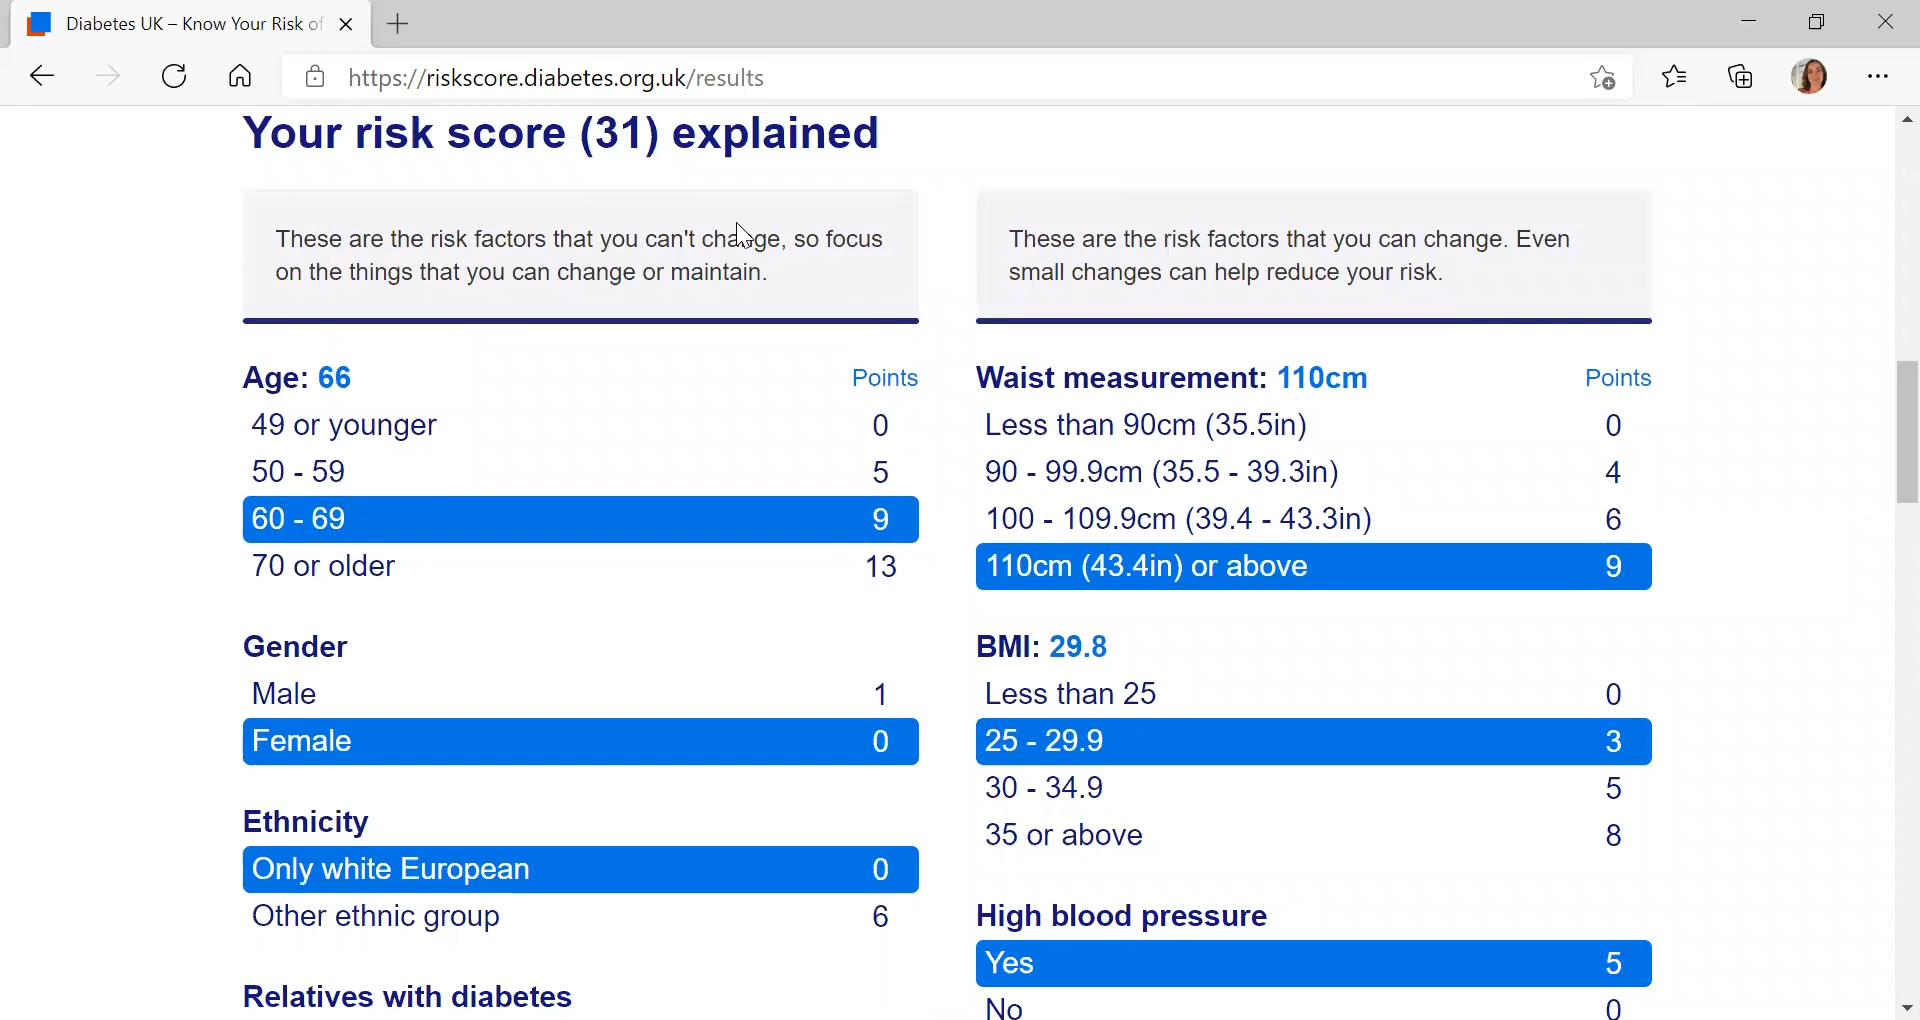 Diabetes UK – Know Your Risk of
https://riskscore.diabetes.org.uk/results
Your risk score (31) explained
These are the risk factors that you can't change, so focus
on the things that you can change or maintain.
Age: 66 Points
49 or younger 0
50 - 59 5
60 - 69 9
70 or older 13
Gender
Male 1
Female 0
Ethnicity
Only white European 0
Other ethnic group 6
Relatives with diabetes
These are the risk factors that you can change. Even
small changes can help reduce your risk.
Waist measurement: 110cm Points
Less than 90cm (35.5in) 0
90 - 99.9cm (35.5 - 39.3in) 4
100 - 109.9cm (39.4 - 43.3in) 6
110cm (43.4in) or above 9
BMI: 29.8
Less than 25 0
25 - 29.9 3
30 - 34.9 5
35 or above 8
High blood pressure
Yes 5
No 0